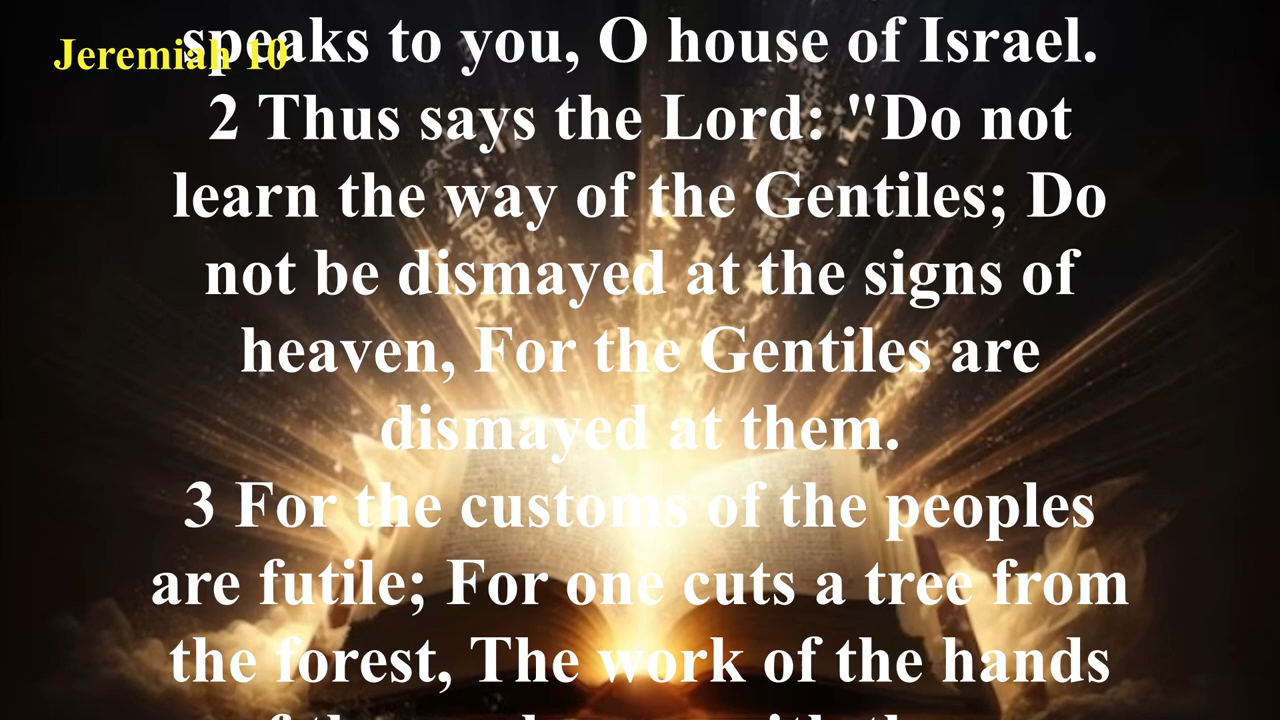 Jeremiah 10
speaks to you, O house of Israel.
2 Thus says the Lord: "Do not
learn the way of the Gentiles; Do
not be dismayed at the signs of
heaven, For the Gentiles are
dismayed at them.
3 For the customs of the peoples
are futile; For one cuts a tree from
the forest, The work of the hands